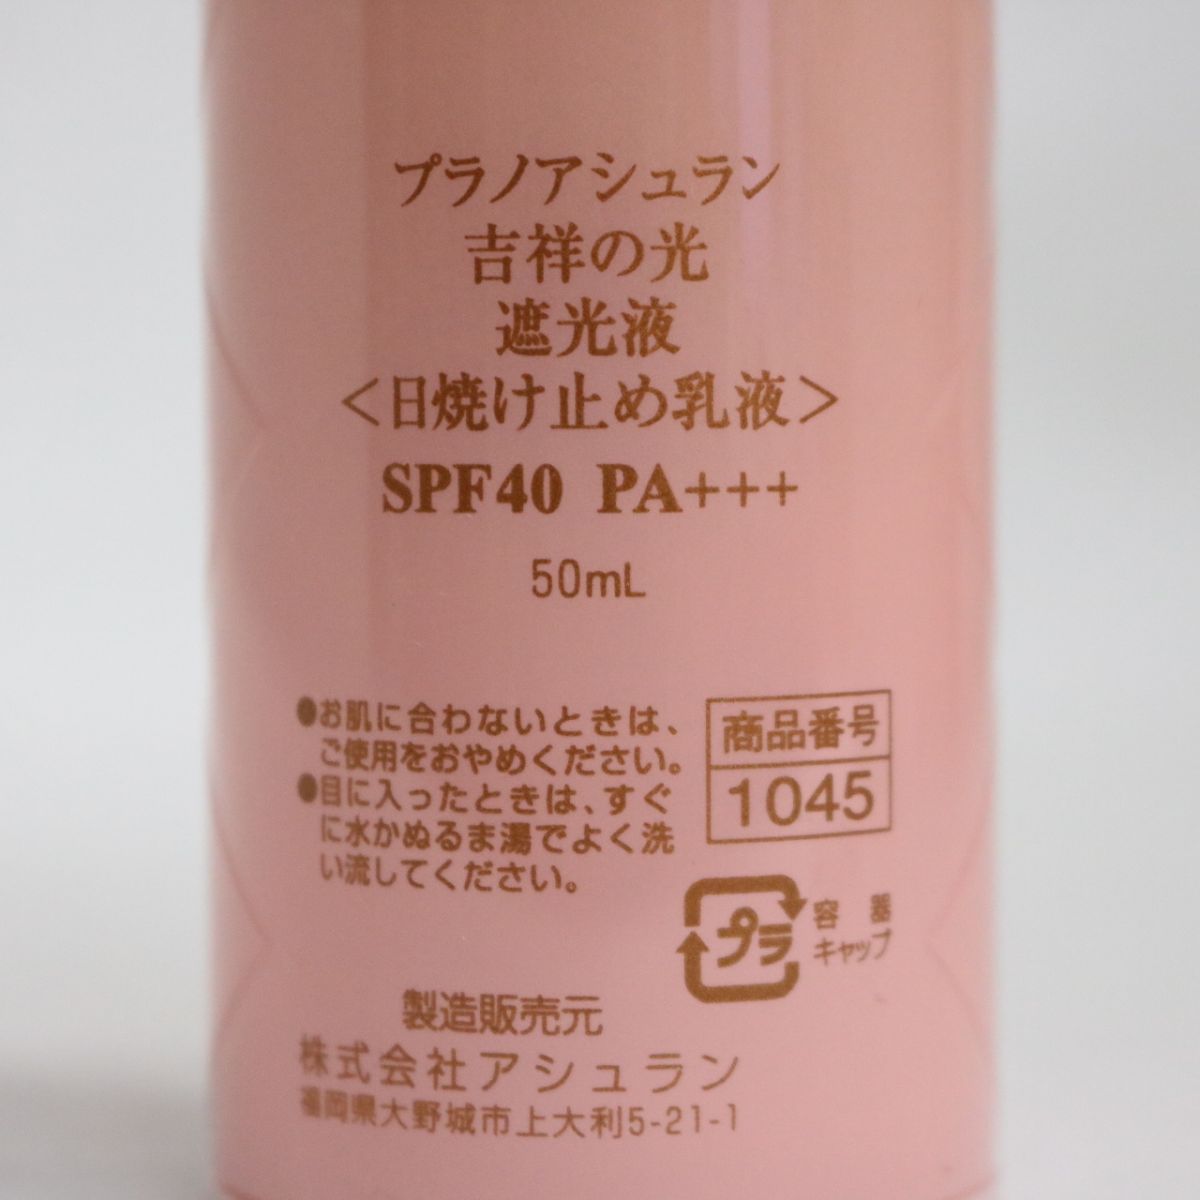 プラノアシュラン
吉祥の光
遮光液
＜日焼け止め乳液＞
SPF40 PA+++
50mL
●お肌に合わないときは、
ご使用をおやめください。
●目に入ったときは、すぐ
に水かぬるま湯でよく洗
い流してください。
商品番号
1045
プラ
容器
キャップ
製造販売元
株式会社アシュラン
福岡県大野城市上大利5-21-1